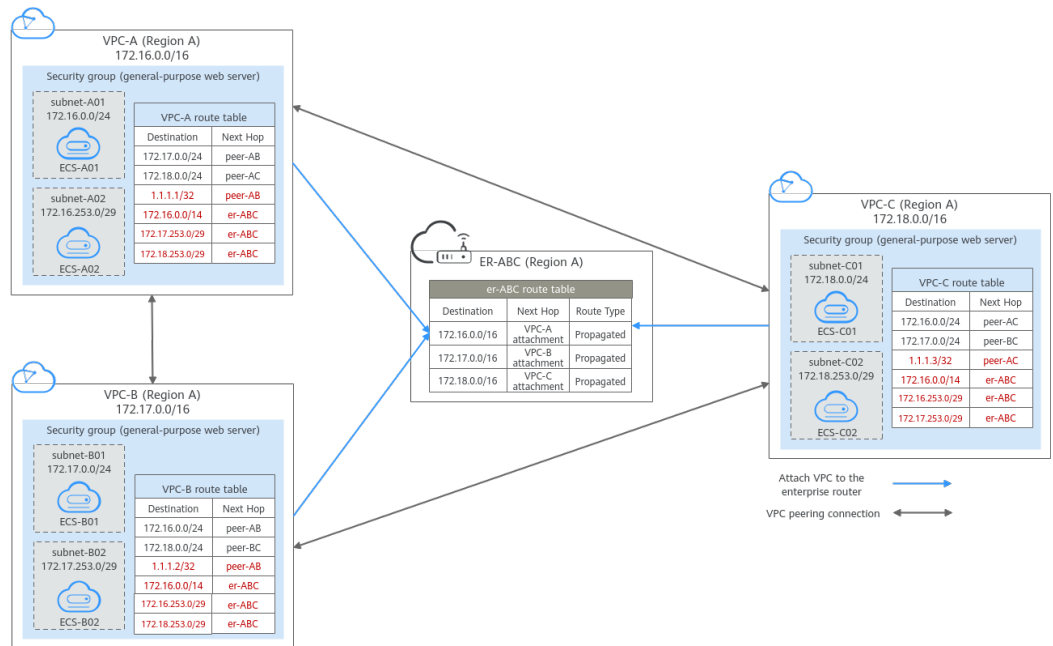 VPC-A (Region A)
172.16.0.0/16
Security group (general-purpose web server)
subnet-A01
172.16.0.0/24
ECS-A01
subnet-A02
172.16.253.0/29
ECS-A02
VPC-A route table
Destination Next Hop
172.17.0.0/24 peer-AB
172.18.0.0/24 peer-AC
1.1.1.1/32 peer-AB
172.16.0.0/14 er-ABC
172.17.253.0/29 er-ABC
172.18.253.0/29 er-ABC
VPC-B (Region A)
172.17.0.0/16
Security group (general-purpose web server)
subnet-B01
172.17.0.0/24
ECS-B01
subnet-B02
172.17.253.0/29
ECS-B02
VPC-B route table
Destination Next Hop
172.16.0.0/24 peer-AB
172.18.0.0/24 peer-BC
1.1.1.2/32 peer-AB
172.16.0.0/14 er-ABC
172.16.253.0/29 er-ABC
172.18.253.0/29 er-ABC
ER-ABC (Region A)
er-ABC route table
Destination Next Hop Route Type
172.16.0.0/16 VPC-A attachment Propagated
172.17.0.0/16 VPC-B attachment Propagated
172.18.0.0/16 VPC-C attachment Propagated
VPC-C (Region A)
172.18.0.0/16
Security group (general-purpose web server)
subnet-C01
172.18.0.0/24
ECS-C01
subnet-C02
172.18.253.0/29
ECS-C02
VPC-C route table
Destination Next Hop
172.16.0.0/24 peer-AC
172.17.0.0/24 peer-BC
1.1.1.3/32 peer-AC
172.16.0.0/14 er-ABC
172.16.253.0/29 er-ABC
172.17.253.0/29 er-ABC
Attach VPC to the
enterprise router
VPC peering connection